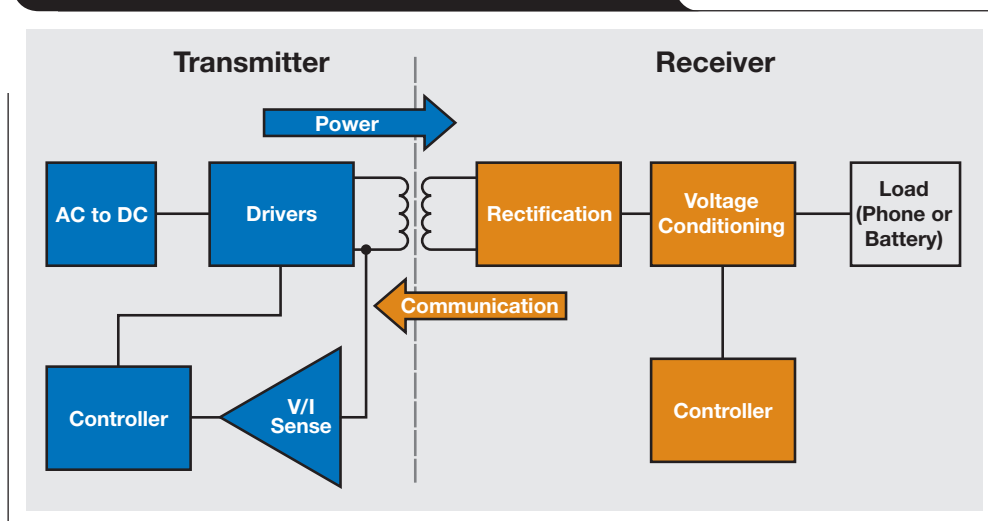 Transmitter
Receiver
Power
AC to DC
Drivers
Rectification
Voltage
Conditioning
Load
(Phone or
Battery)
Communication
Controller
V/I
Sense
Controller